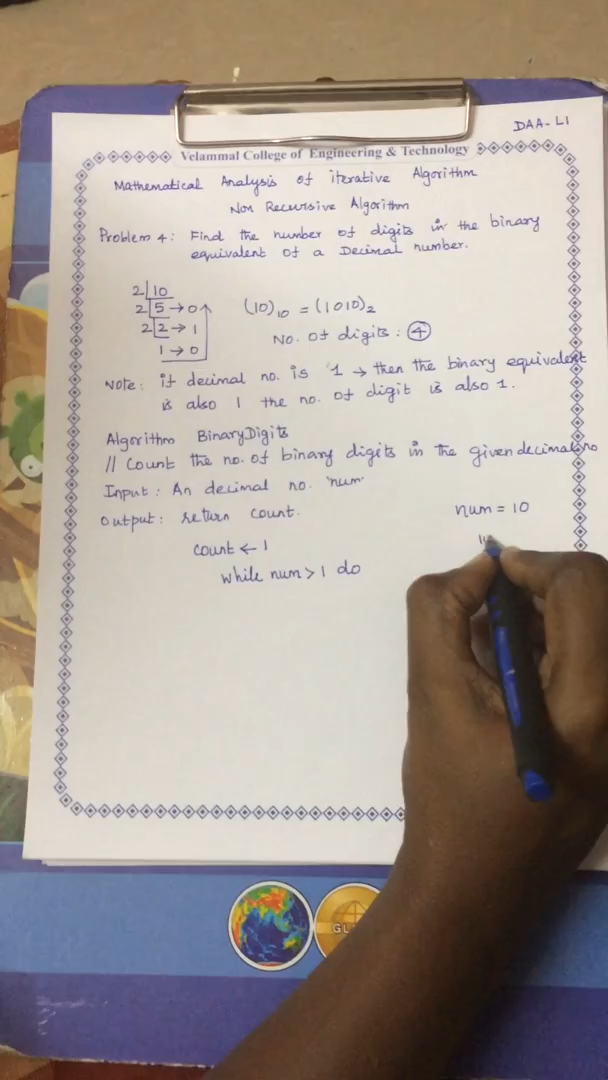 DAA-L1
Velammal College of Engineering & Technology
Mathematical Analysis of iterative Algorithm
Non Recursive Algorithm
Problem 4: Find the number of digits in the binary
equivalent of a Decimal number.
2 10
2 5 → 0
2 2 → 1
1 → 0
(10)₁₀ = (1010)₂
No. of digits: 4
Note: if decimal no. is 1 → then the binary equivalent
is also 1 the no. of digit is also 1.
Algorithm BinaryDigits
// Count the no. of binary digits in the given decimal no
Input: An decimal no. 'num'
Output: return count.
num = 10
count ← 1
while num > 1 do